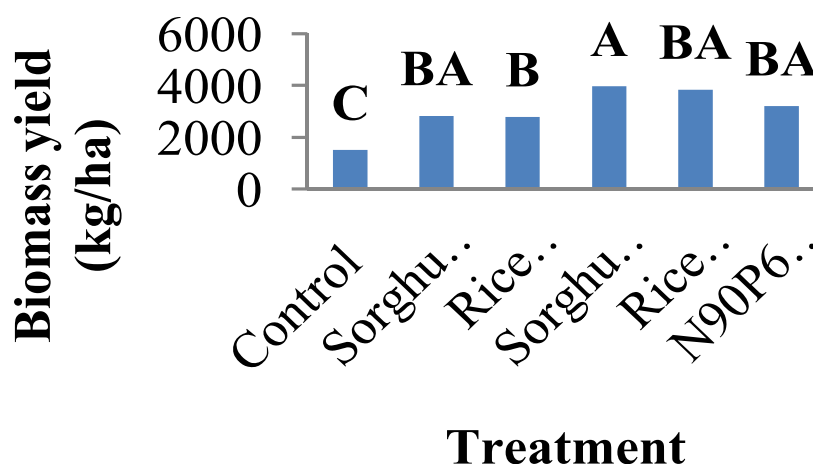 Biomass yield
(kg/ha)
6000
4000
2000
0
C
BA
B
A
BA
BA
Control
Sorghu..
Rice..
Sorghu..
Rice..
N90P6..
Treatment